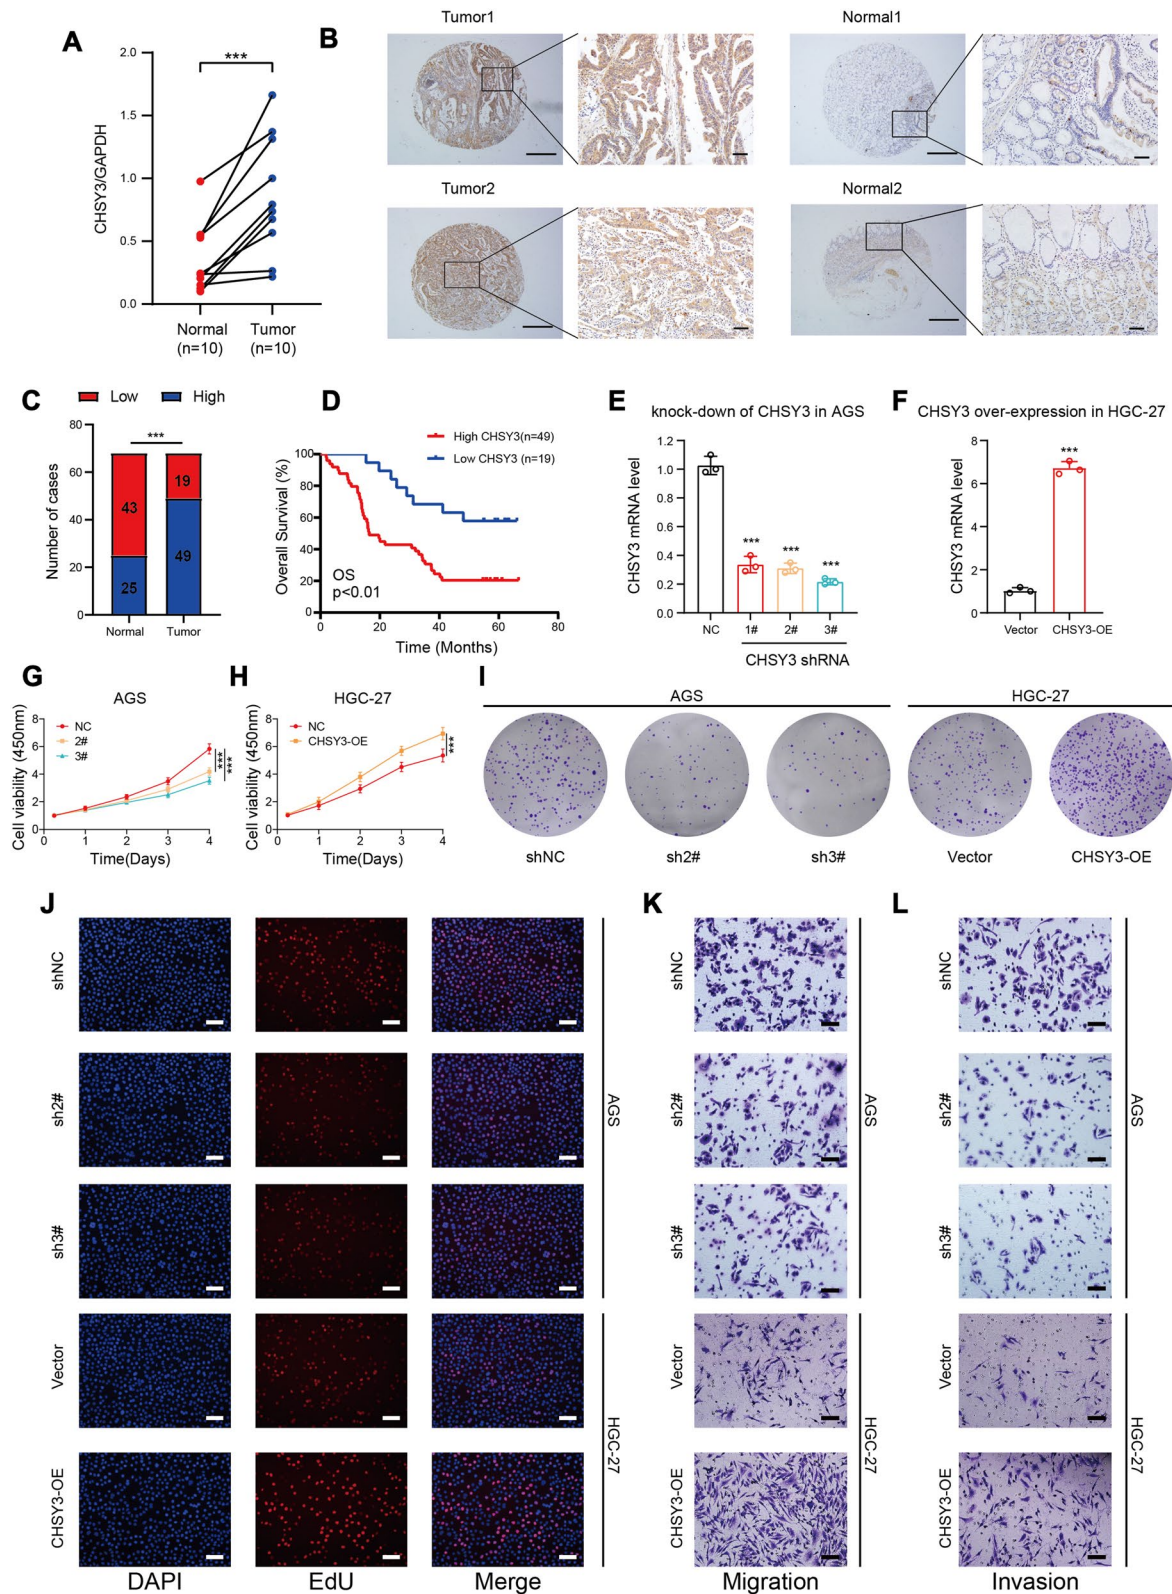 A
***
2.0
1.5
1.0
0.5
0.0
CHSY3/GAPDH
Normal
(n=10)
Tumor
(n=10)
B
Tumor1
Normal1
Tumor2
Normal2
C
Low
High
***
80
60
40
20
0
Number of cases
43
25
19
49
Normal
Tumor
D
High CHSY3(n=49)
Low CHSY3 (n=19)
100
80
60
40
20
0
Overall Survival (%)
OS
p<0.01
0
20
40
60
80
Time (Months)
E
knock-down of CHSY3 in AGS
1.2
1.0
0.8
0.6
0.4
0.2
0.0
CHSY3 mRNA level
***
***
***
NC
1#
2#
3#
CHSY3 shRNA
F
CHSY3 over-expression in HGC-27
8
6
4
2
0
CHSY3 mRNA level
***
Vector
CHSY3-OE
G
AGS
NC
2#
3#
8
6
4
2
0
Cell viability (450nm)
***
***
1
2
3
4
Time(Days)
H
HGC-27
NC
CHSY3-OE
8
6
4
2
0
Cell viability (450nm)
***
1
2
3
4
Time(Days)
I
AGS
HGC-27
shNC
sh2#
sh3#
Vector
CHSY3-OE
J
shNC
sh2#
sh3#
Vector
CHSY3-OE
AGS
HGC-27
DAPI
EdU
Merge
K
shNC
sh2#
sh3#
Vector
CHSY3-OE
AGS
HGC-27
Migration
L
shNC
sh2#
sh3#
Vector
CHSY3-OE
AGS
HGC-27
Invasion